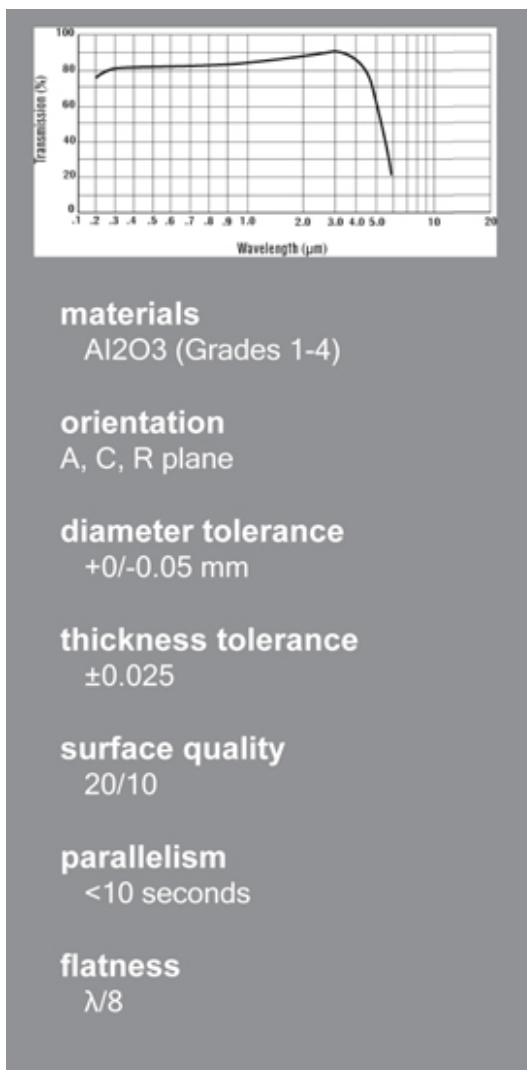 100
80
60
40
20
0
Transmission (%)
.1 .2 .3 .4 .5 .6 .7 .8 .9 1.0 2.0 3.0 4.0 5.0 10 20
Wavelength (μm)
materials
Al2O3 (Grades 1-4)
orientation
A, C, R plane
diameter tolerance
+0/-0.05 mm
thickness tolerance
±0.025
surface quality
20/10
parallelism
<10 seconds
flatness
λ/8